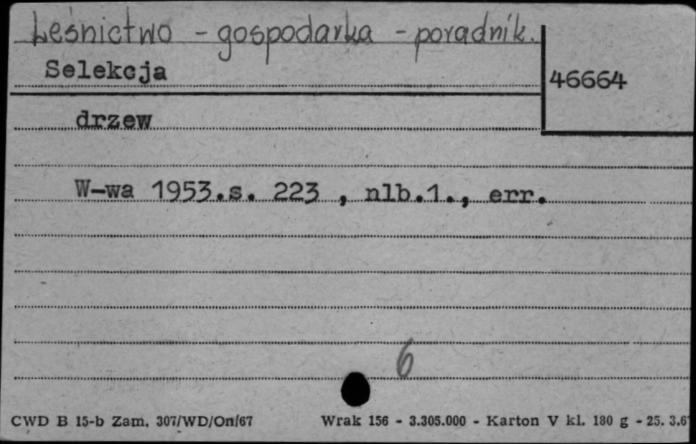 Leśnictwo - gospodarka - poradnik.
Selekcja
46664
drzew
W-wa 1953.s. 223 , nlb.1., err.
6
CWD B 15-b Zam. 307/WD/On/67 Wrak 156 - 3.305.000 - Karton V kl. 180 g - 25. 3.6